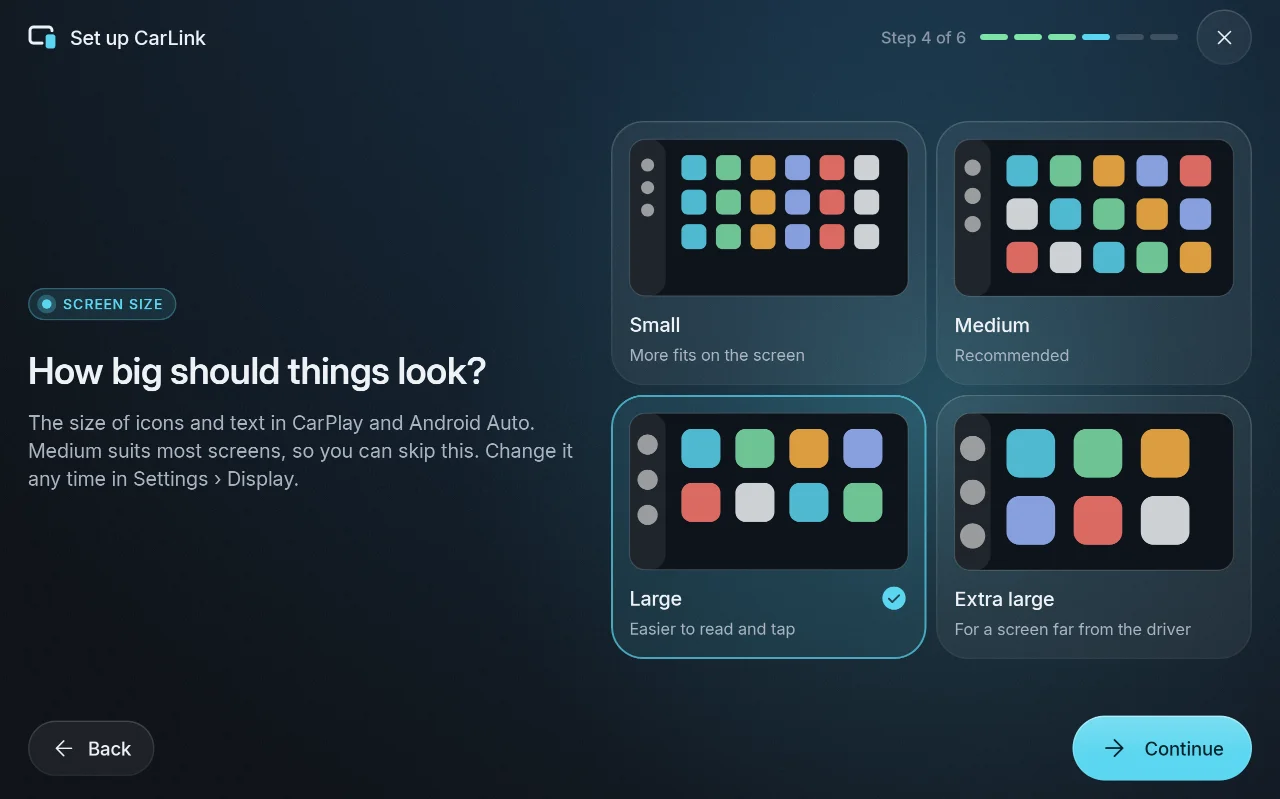 Set up CarLink
Step 4 of 6
SCREEN SIZE
How big should things look?
The size of icons and text in CarPlay and Android Auto.
Medium suits most screens, so you can skip this. Change it
any time in Settings › Display.
Small
More fits on the screen
Medium
Recommended
Large
Easier to read and tap
Extra large
For a screen far from the driver
Back
Continue